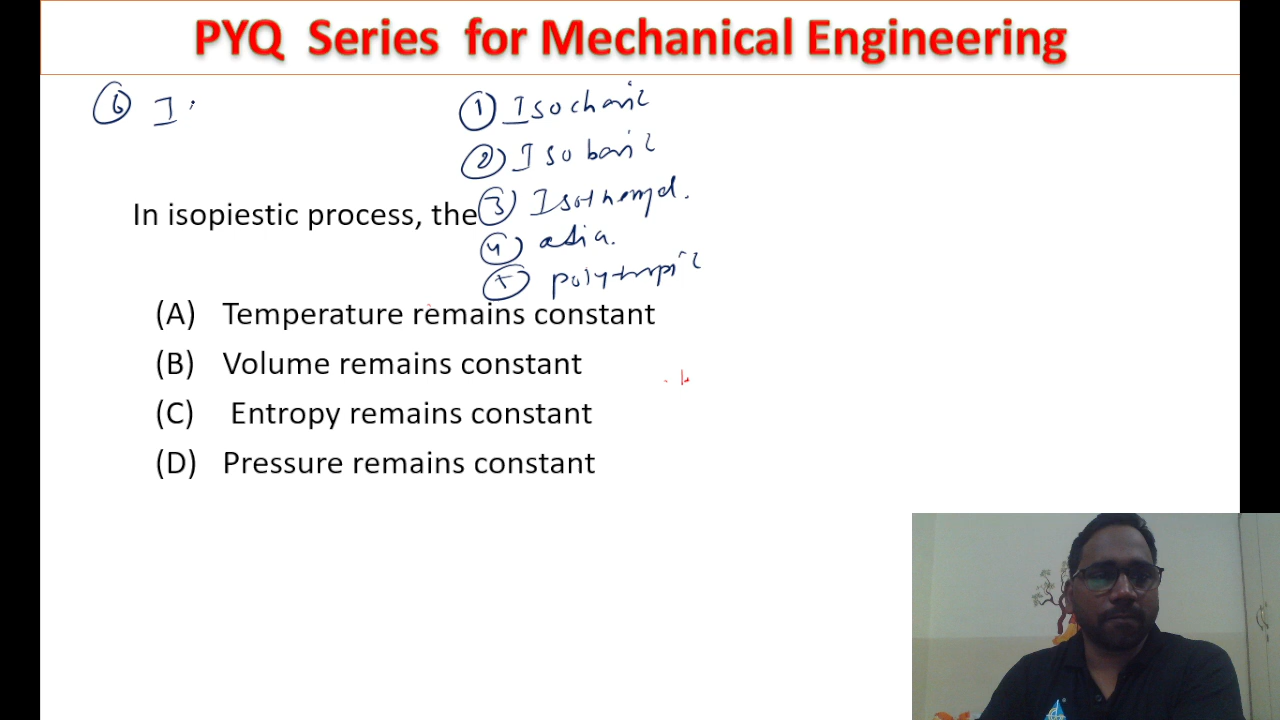 PYQ Series for Mechanical Engineering
⑥ I
① Isochoric
② Isobaric
③ Isothermal.
④ adia.
⑤ polytropic
In isopiestic process, the
(A) Temperature remains constant
(B) Volume remains constant
(C) Entropy remains constant
(D) Pressure remains constant